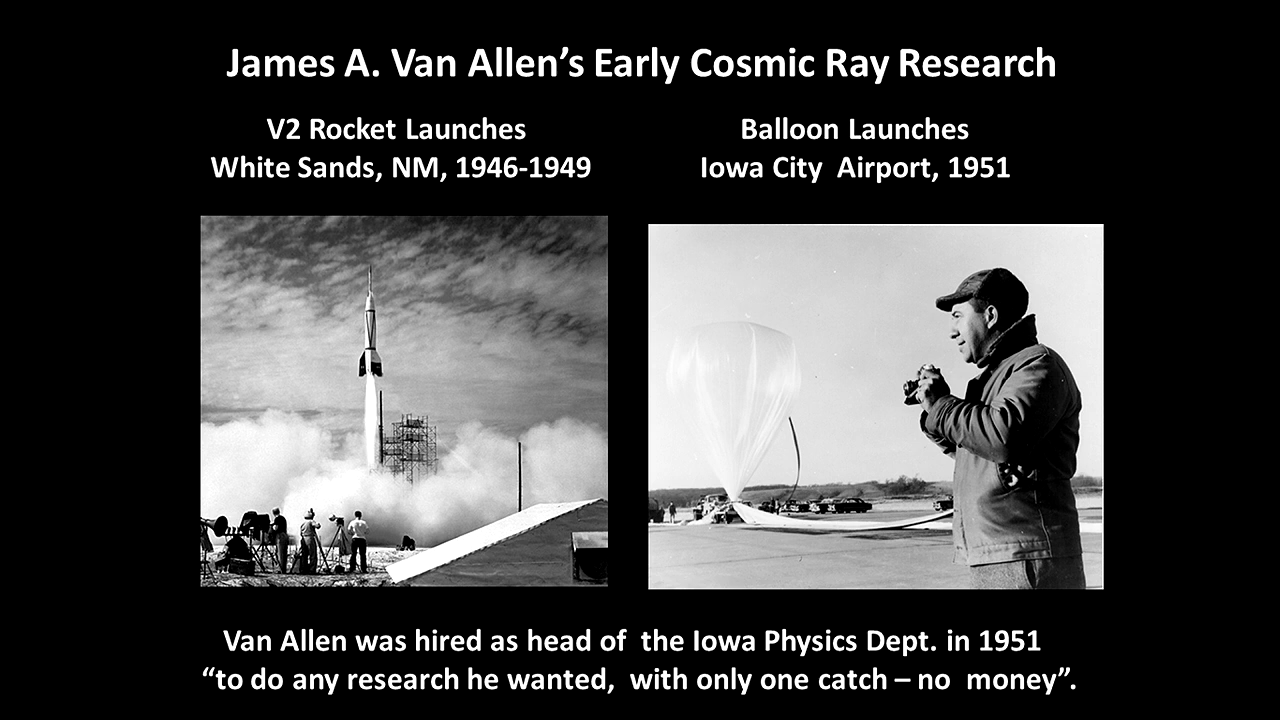 James A. Van Allen’s Early Cosmic Ray Research
V2 Rocket Launches
White Sands, NM, 1946-1949
Balloon Launches
Iowa City  Airport, 1951
Van Allen was hired as head of  the Iowa Physics Dept. in 1951
“to do any research he wanted,  with only one catch – no  money”.